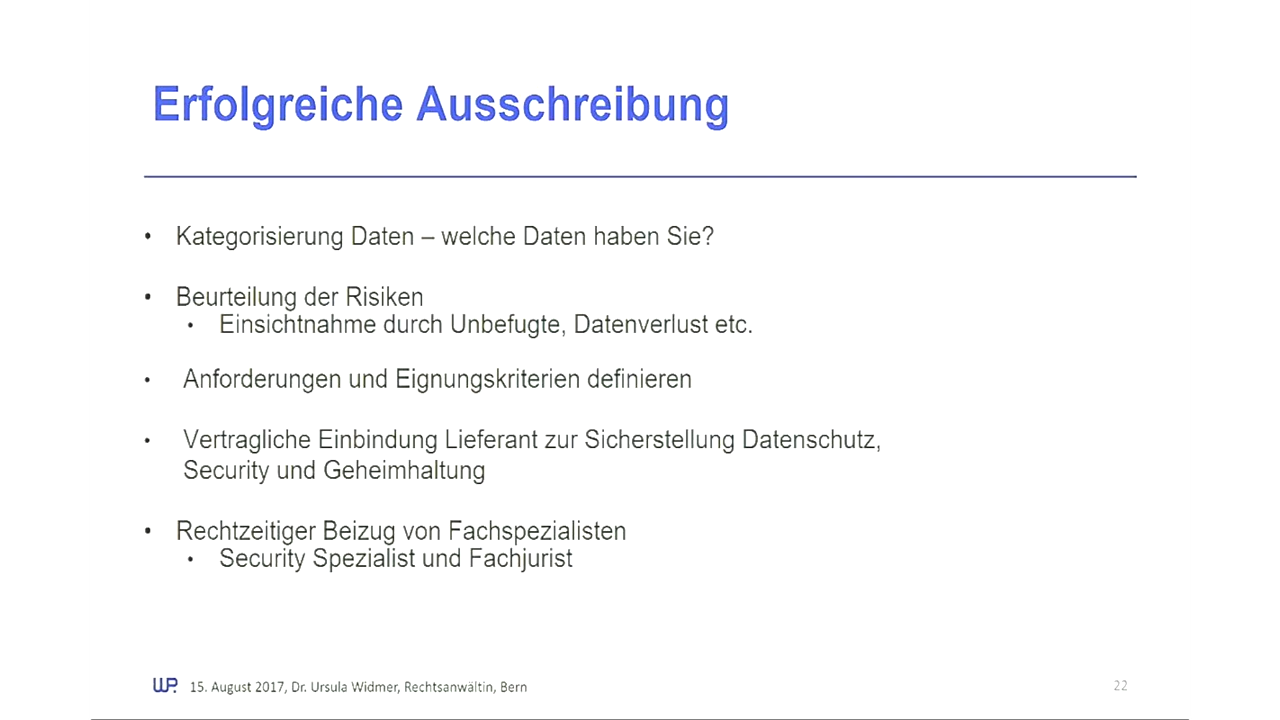 Erfolgreiche Ausschreibung
• Kategorisierung Daten – welche Daten haben Sie?
• Beurteilung der Risiken
• Einsichtnahme durch Unbefugte, Datenverlust etc.
• Anforderungen und Eignungskriterien definieren
• Vertragliche Einbindung Lieferant zur Sicherstellung Datenschutz,
Security und Geheimhaltung
• Rechtzeitiger Beizug von Fachspezialisten
• Security Spezialist und Fachjurist
WP. 15. August 2017, Dr. Ursula Widmer, Rechtsanwältin, Bern
22